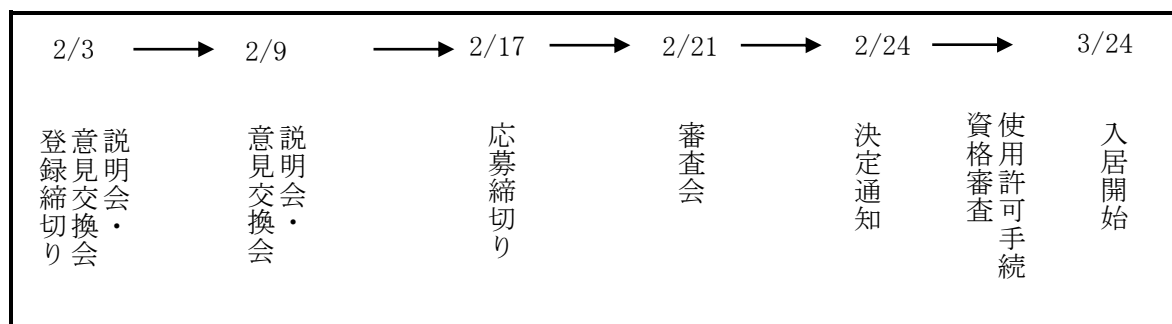 2/3
2/9
2/17
2/21
2/24
3/24
説明会・
意見交換会
登録締切り
説明会・
意見交換会
応募締切り
審査会
決定通知
使用許可手続
資格審査
入居開始